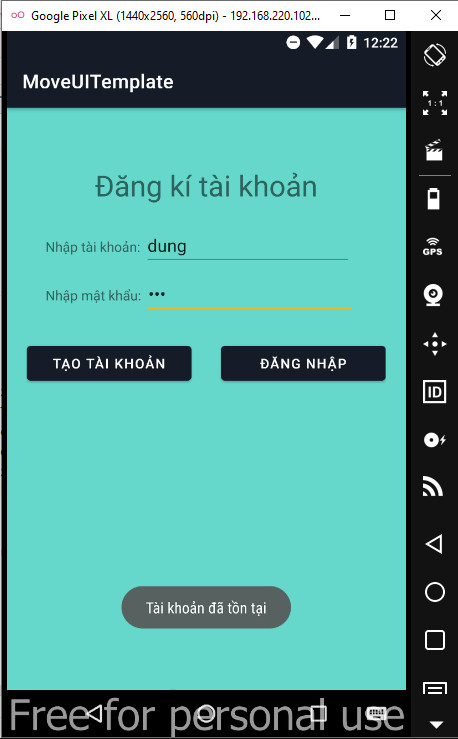 Google Pixel XL (1440x2560, 560dpi) - 192.168.220.102...
12:22
MoveUITemplate
Đăng kí tài khoản
Nhập tài khoản: dung
Nhập mật khẩu: •••
TẠO TÀI KHOẢN ĐĂNG NHẬP
Tài khoản đã tồn tại
Free for personal use
1:1
GPS
ID